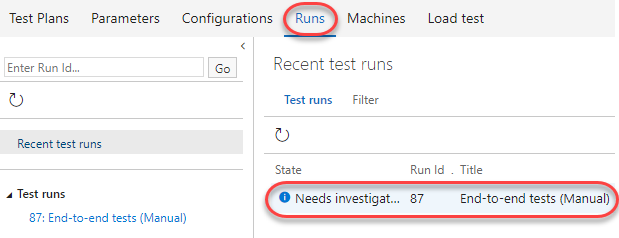 Test Plans Parameters Configurations Runs Machines Load test
Enter Run Id... Go
Recent test runs
Test runs
87: End-to-end tests (Manual)
Recent test runs
Test runs Filter
State Run Id . Title
Needs investigat... 87 End-to-end tests (Manual)